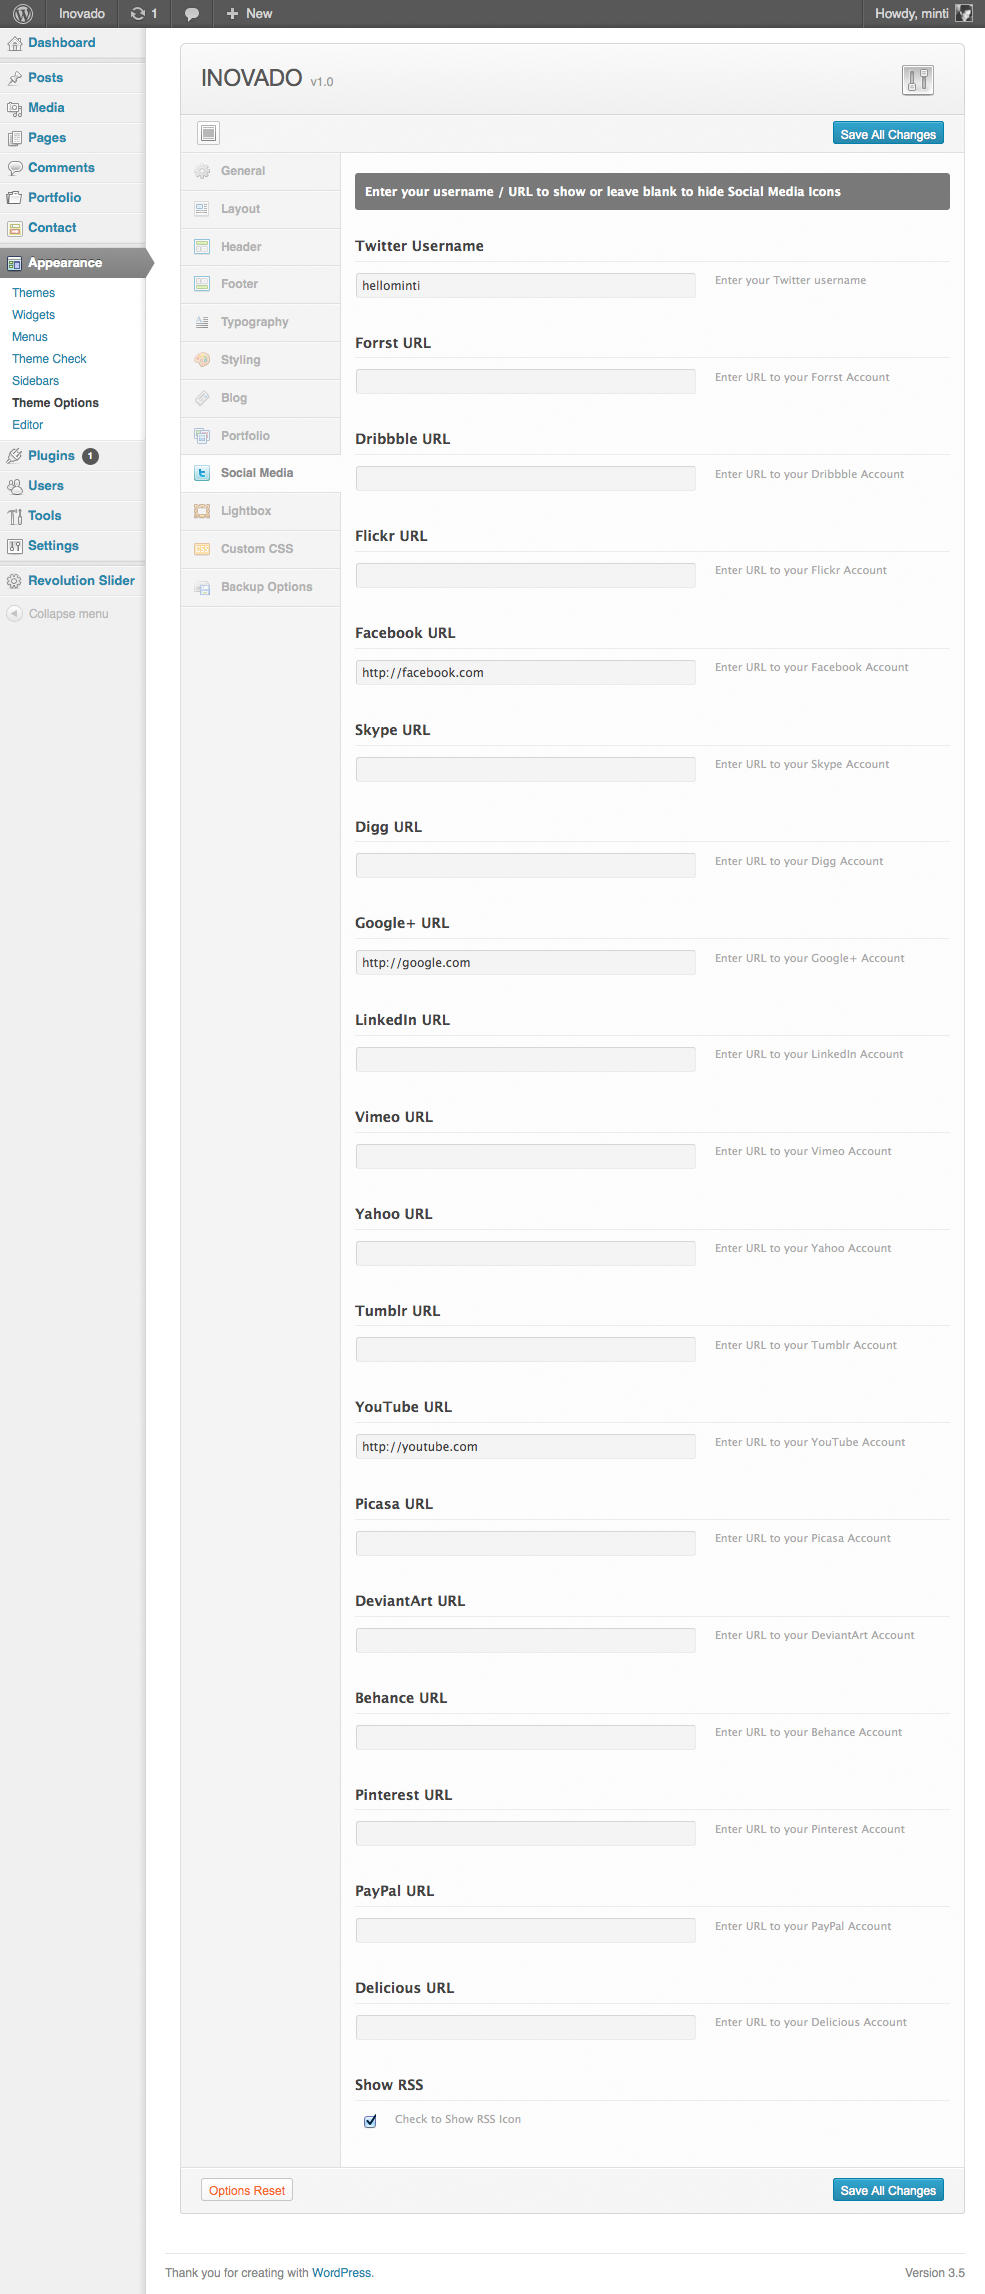 Inovado 1 + New Howdy, minti
Dashboard
Posts
Media
Pages
Comments
Portfolio
Contact
Appearance
Themes
Widgets
Menus
Theme Check
Sidebars
Theme Options
Editor
Plugins 1
Users
Tools
Settings
Revolution Slider
Collapse menu
INOVADO v1.0
Save All Changes
General
Layout
Header
Footer
Typography
Styling
Blog
Portfolio
Social Media
Lightbox
Custom CSS
Backup Options
Enter your username / URL to show or leave blank to hide Social Media Icons
Twitter Username
hellominti
Enter your Twitter username
Forrst URL
Enter URL to your Forrst Account
Dribbble URL
Enter URL to your Dribbble Account
Flickr URL
Enter URL to your Flickr Account
Facebook URL
http://facebook.com
Enter URL to your Facebook Account
Skype URL
Enter URL to your Skype Account
Digg URL
Enter URL to your Digg Account
Google+ URL
http://google.com
Enter URL to your Google+ Account
LinkedIn URL
Enter URL to your LinkedIn Account
Vimeo URL
Enter URL to your Vimeo Account
Yahoo URL
Enter URL to your Yahoo Account
Tumblr URL
Enter URL to your Tumblr Account
YouTube URL
http://youtube.com
Enter URL to your YouTube Account
Picasa URL
Enter URL to your Picasa Account
DeviantArt URL
Enter URL to your DeviantArt Account
Behance URL
Enter URL to your Behance Account
Pinterest URL
Enter URL to your Pinterest Account
PayPal URL
Enter URL to your PayPal Account
Delicious URL
Enter URL to your Delicious Account
Show RSS
Check to Show RSS Icon
Options Reset
Save All Changes
Thank you for creating with WordPress.
Version 3.5